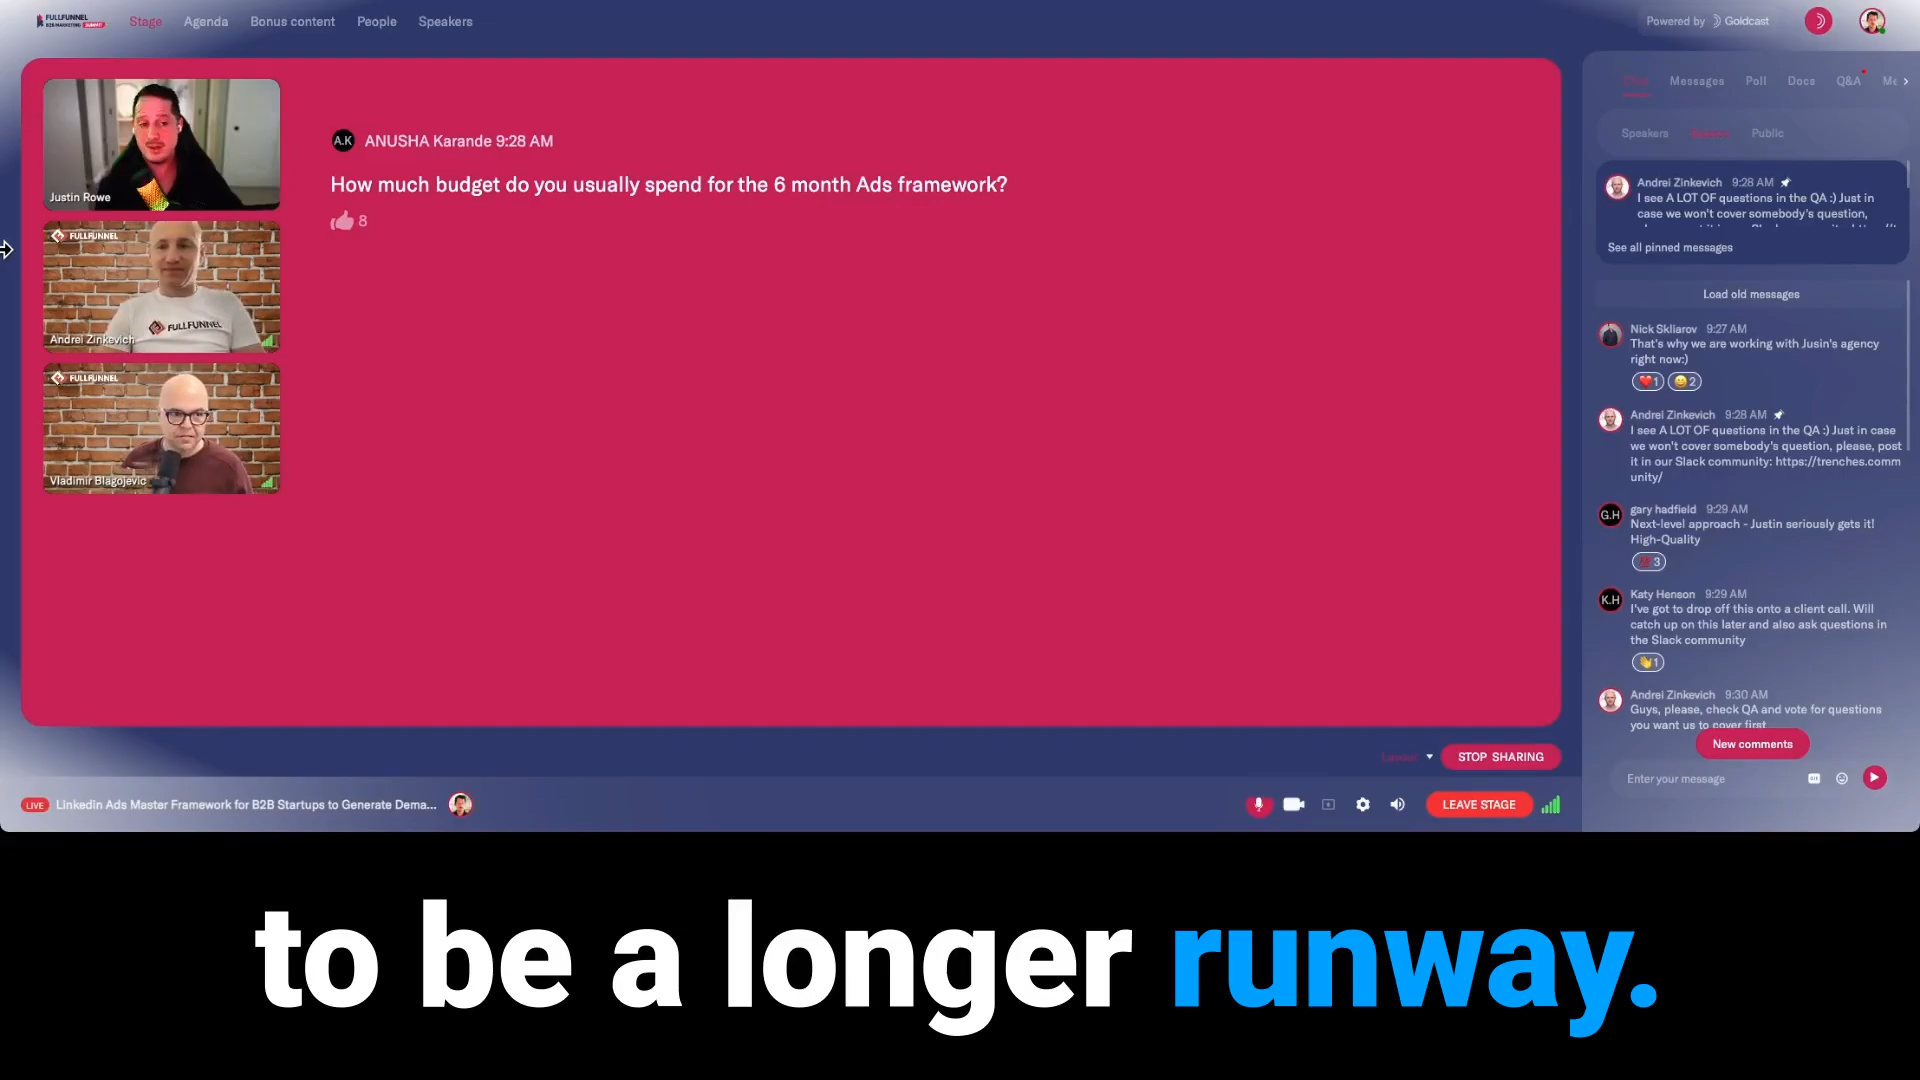 FULLFUNNEL
B2B MARKETING SUMMIT
Stage
Agenda
Bonus content
People
Speakers
Powered by Goldcast
Justin Rowe
FULLFUNNEL
FULLFUNNEL
Andrei Zinkevich
FULLFUNNEL
Vladimir Blagojevic
A.K ANUSHA Karande 9:28 AM
How much budget do you usually spend for the 6 month Ads framework?
8
Chat
Messages
Poll
Docs
Q&A
Speakers
Public
Andrei Zinkevich 9:28 AM
I see A LOT OF questions in the QA :) Just in
case we won't cover somebody's question,
See all pinned messages
Load old messages
Nick Skliarov 9:27 AM
That's why we are working with Jusin's agency
right now:)
❤️1 😄2
Andrei Zinkevich 9:28 AM
I see A LOT OF questions in the QA :) Just in case
we won't cover somebody's question, please, post
it in our Slack community: https://trenches.comm
unity/
G.H gary hadfield 9:29 AM
Next-level approach - Justin seriously gets it!
High-Quality
💯3
K.H Katy Henson 9:29 AM
I've got to drop off this onto a client call. Will
catch up on this later and also ask questions in
the Slack community
👋1
Andrei Zinkevich 9:30 AM
Guys, please, check QA and vote for questions
you want us to cover first
New comments
Enter your message
STOP SHARING
LIVE LinkedIn Ads Master Framework for B2B Startups to Generate Dema...
LEAVE STAGE
to be a longer runway.